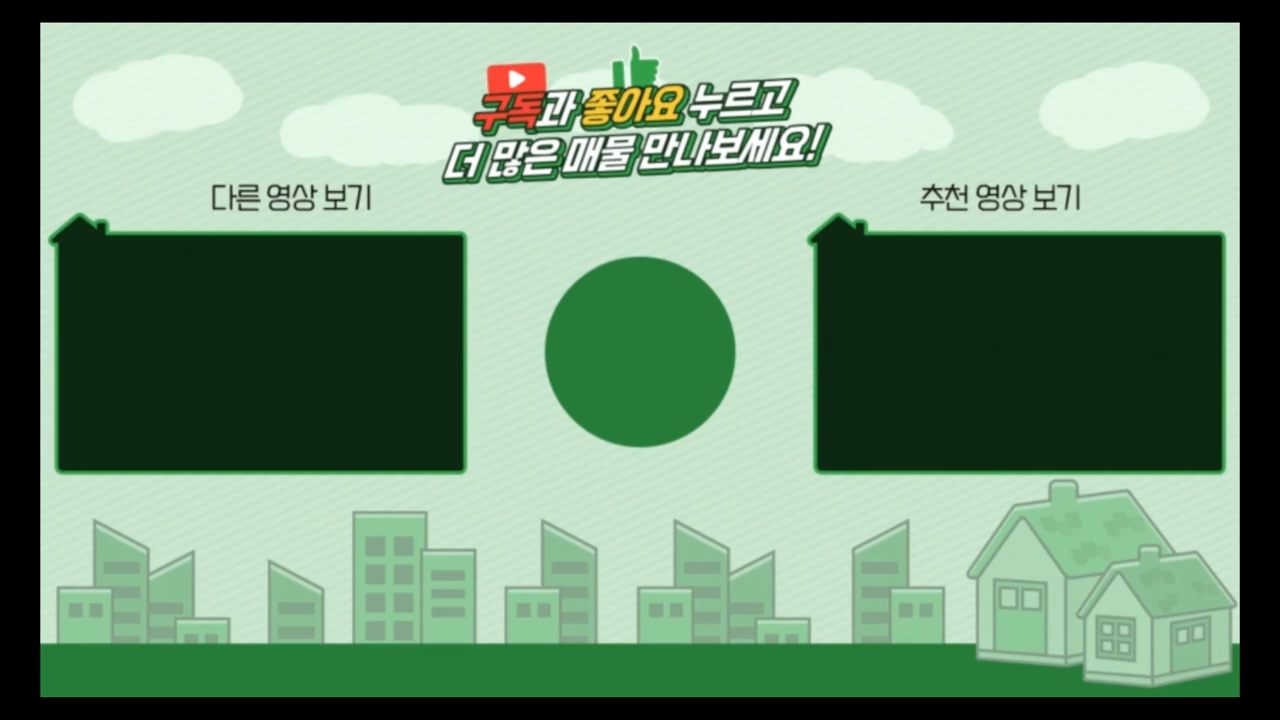 구독과 좋아요 누르고
더 많은 매물 만나보세요!
다른 영상 보기
추천 영상 보기